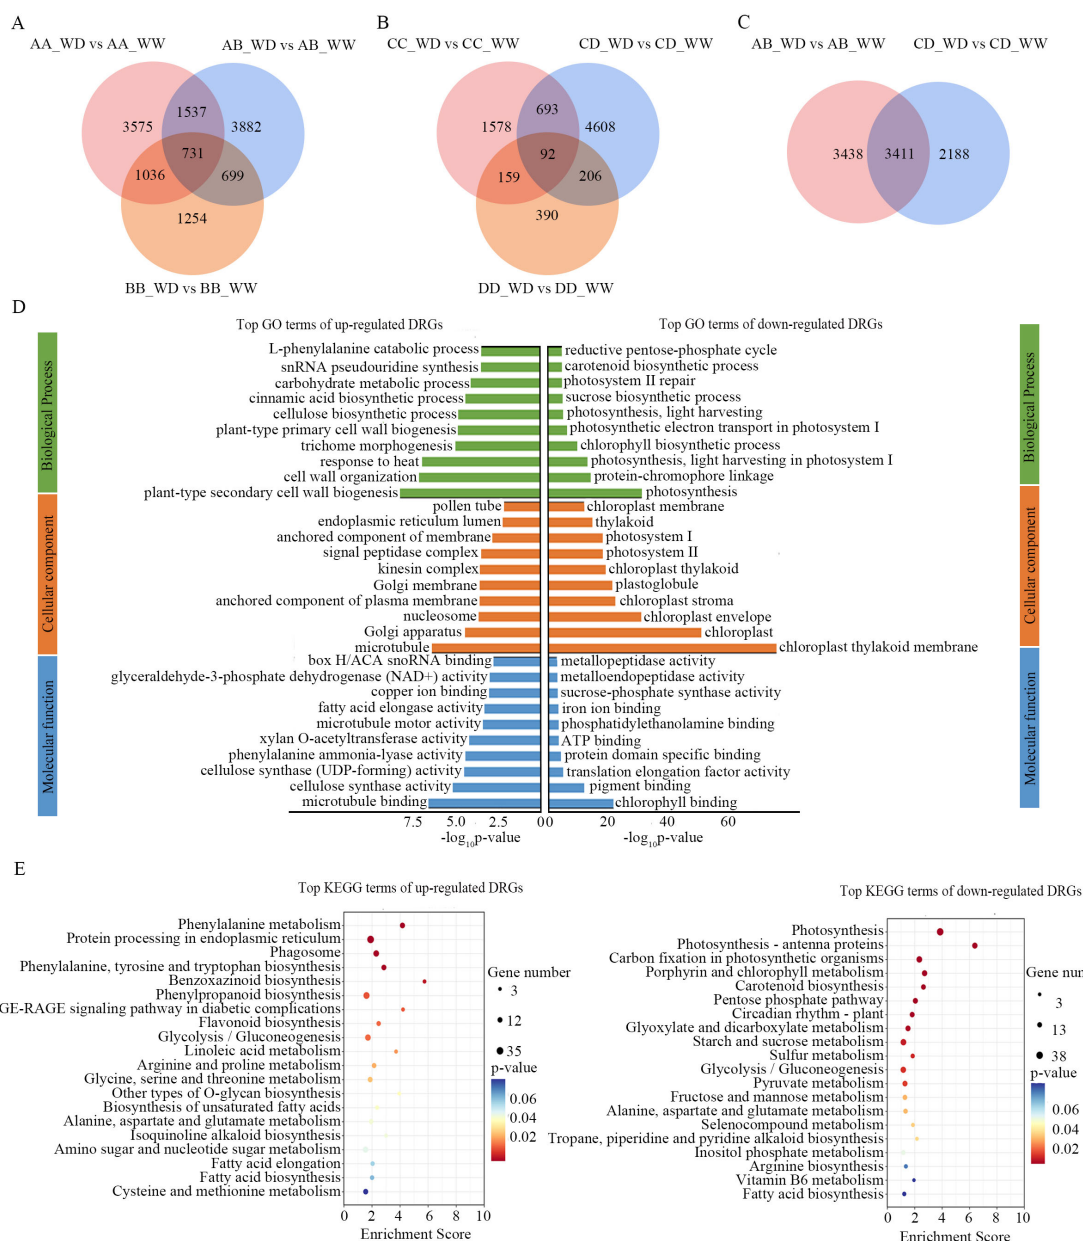 A
B
C
AA_WD vs AA_WW
AB_WD vs AB_WW
CC_WD vs CC_WW
CD_WD vs CD_WW
AB_WD vs AB_WW
CD_WD vs CD_WW
3575
1537
3882
731
1036
699
1254
BB_WD vs BB_WW
1578
693
4608
92
159
206
390
DD_WD vs DD_WW
3438
3411
2188
D
Top GO terms of up-regulated DRGs
Top GO terms of down-regulated DRGs
Biological Process
Cellular component
Molecular function
L-phenylalanine catabolic process
snRNA pseudouridine synthesis
carbohydrate metabolic process
cinnamic acid biosynthetic process
cellulose biosynthetic process
plant-type primary cell wall biogenesis
trichome morphogenesis
response to heat
cell wall organization
plant-type secondary cell wall biogenesis
pollen tube
endoplasmic reticulum lumen
anchored component of membrane
signal peptidase complex
kinesin complex
Golgi membrane
anchored component of plasma membrane
nucleosome
Golgi apparatus
microtubule
box H/ACA snoRNA binding
glyceraldehyde-3-phosphate dehydrogenase (NAD+) activity
copper ion binding
fatty acid elongase activity
microtubule motor activity
xylan O-acetyltransferase activity
phenylalanine ammonia-lyase activity
cellulose synthase (UDP-forming) activity
cellulose synthase activity
microtubule binding
7.5 5.0 2.5 0
-log10p-value
reductive pentose-phosphate cycle
carotenoid biosynthetic process
photosystem II repair
sucrose biosynthetic process
photosynthesis, light harvesting
photosynthetic electron transport in photosystem I
chlorophyll biosynthetic process
photosynthesis, light harvesting in photosystem I
protein-chromophore linkage
photosynthesis
chloroplast membrane
thylakoid
photosystem I
photosystem II
chloroplast thylakoid
plastoglobule
chloroplast stroma
chloroplast envelope
chloroplast
chloroplast thylakoid membrane
metallopeptidase activity
metalloendopeptidase activity
sucrose-phosphate synthase activity
iron ion binding
phosphatidylethanolamine binding
ATP binding
protein domain specific binding
translation elongation factor activity
pigment binding
chlorophyll binding
0 20 40 60
-log10p-value
Biological Process
Cellular component
Molecular function
E
Top KEGG terms of up-regulated DRGs
Phenylalanine metabolism
Protein processing in endoplasmic reticulum
Phagosome
Phenylalanine, tyrosine and tryptophan biosynthesis
Benzoxazinoid biosynthesis
Phenylpropanoid biosynthesis
GE-RAGE signaling pathway in diabetic complications
Flavonoid biosynthesis
Glycolysis / Gluconeogenesis
Linoleic acid metabolism
Arginine and proline metabolism
Glycine, serine and threonine metabolism
Other types of O-glycan biosynthesis
Biosynthesis of unsaturated fatty acids
Alanine, aspartate and glutamate metabolism
Isoquinoline alkaloid biosynthesis
Amino sugar and nucleotide sugar metabolism
Fatty acid elongation
Fatty acid biosynthesis
Cysteine and methionine metabolism
0 2 4 6 8 10
Enrichment Score
Gene number
3
12
35
p-value
0.06
0.04
0.02
Top KEGG terms of down-regulated DRGs
Photosynthesis
Photosynthesis - antenna proteins
Carbon fixation in photosynthetic organisms
Porphyrin and chlorophyll metabolism
Carotenoid biosynthesis
Pentose phosphate pathway
Circadian rhythm - plant
Glyoxylate and dicarboxylate metabolism
Starch and sucrose metabolism
Sulfur metabolism
Glycolysis / Gluconeogenesis
Pyruvate metabolism
Fructose and mannose metabolism
Alanine, aspartate and glutamate metabolism
Selenocompound metabolism
Tropane, piperidine and pyridine alkaloid biosynthesis
Inositol phosphate metabolism
Arginine biosynthesis
Vitamin B6 metabolism
Fatty acid biosynthesis
0 2 4 6 8 10
Enrichment Score
Gene nu
3
13
38
p-value
0.06
0.04
0.02